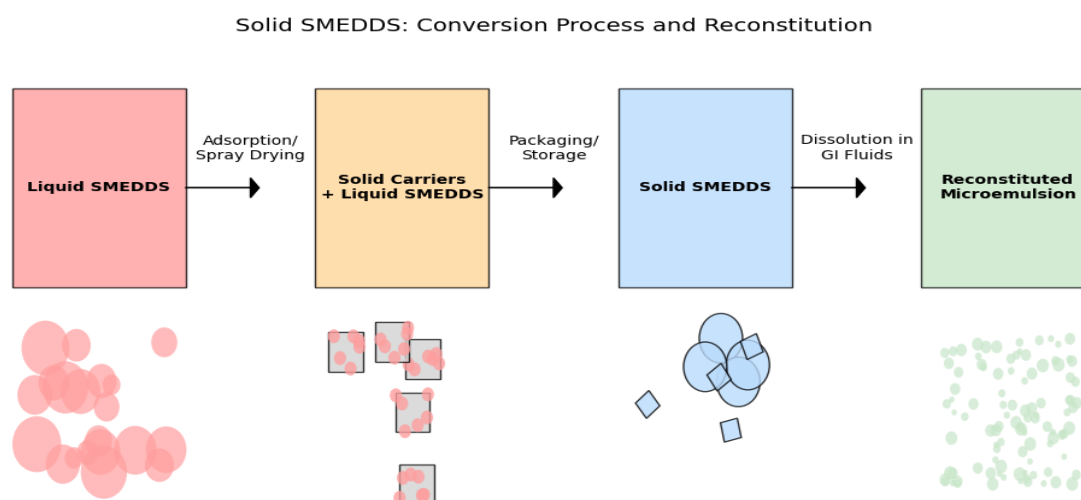 Solid SMEDDS: Conversion Process and Reconstitution
Liquid SMEDDS
Adsorption/
Spray Drying
Solid Carriers
+ Liquid SMEDDS
Packaging/
Storage
Solid SMEDDS
Dissolution in
GI Fluids
Reconstituted
Microemulsion